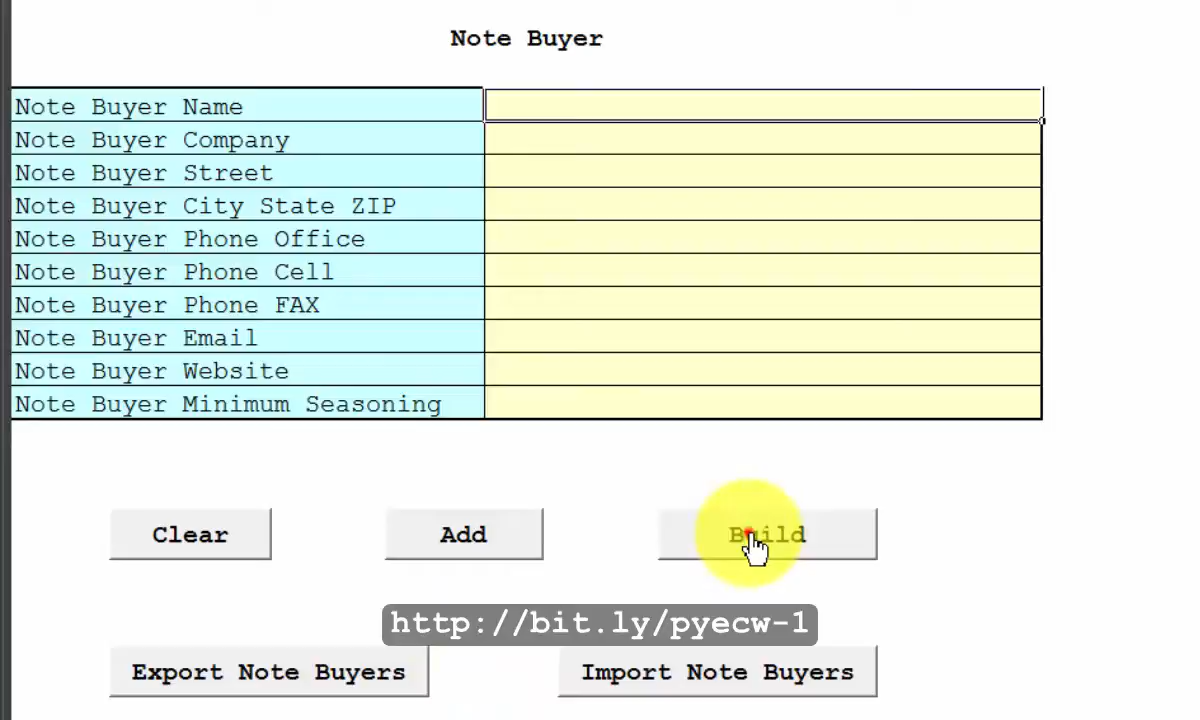 Note Buyer
Note Buyer Name
Note Buyer Company
Note Buyer Street
Note Buyer City State ZIP
Note Buyer Phone Office
Note Buyer Phone Cell
Note Buyer Phone FAX
Note Buyer Email
Note Buyer Website
Note Buyer Minimum Seasoning
Clear Add Build
http://bit.ly/pyecw-1
Export Note Buyers Import Note Buyers